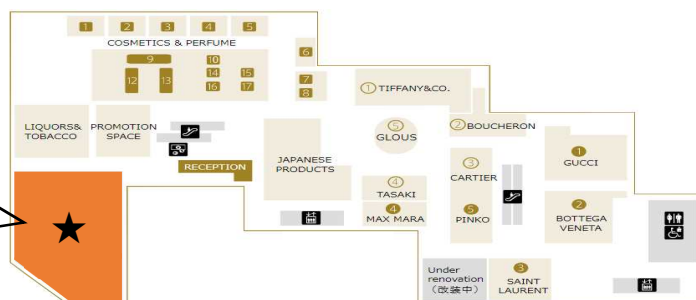 1 2 3 4 5
COSMETICS & PERFUME
6
9 10
12 13 14 15
16 17
7
8
① TIFFANY&CO.
LIQUORS&
TOBACCO
PROMOTION
SPACE
RECEPTION
JAPANESE
PRODUCTS
⑤
GLOUS
② BOUCHERON
③
CARTIER
④
TASAKI
4
MAX MARA
5
PINKO
1
GUCCI
2
BOTTEGA
VENETA
Under
renovation
（改装中）
3
SAINT
LAURENT